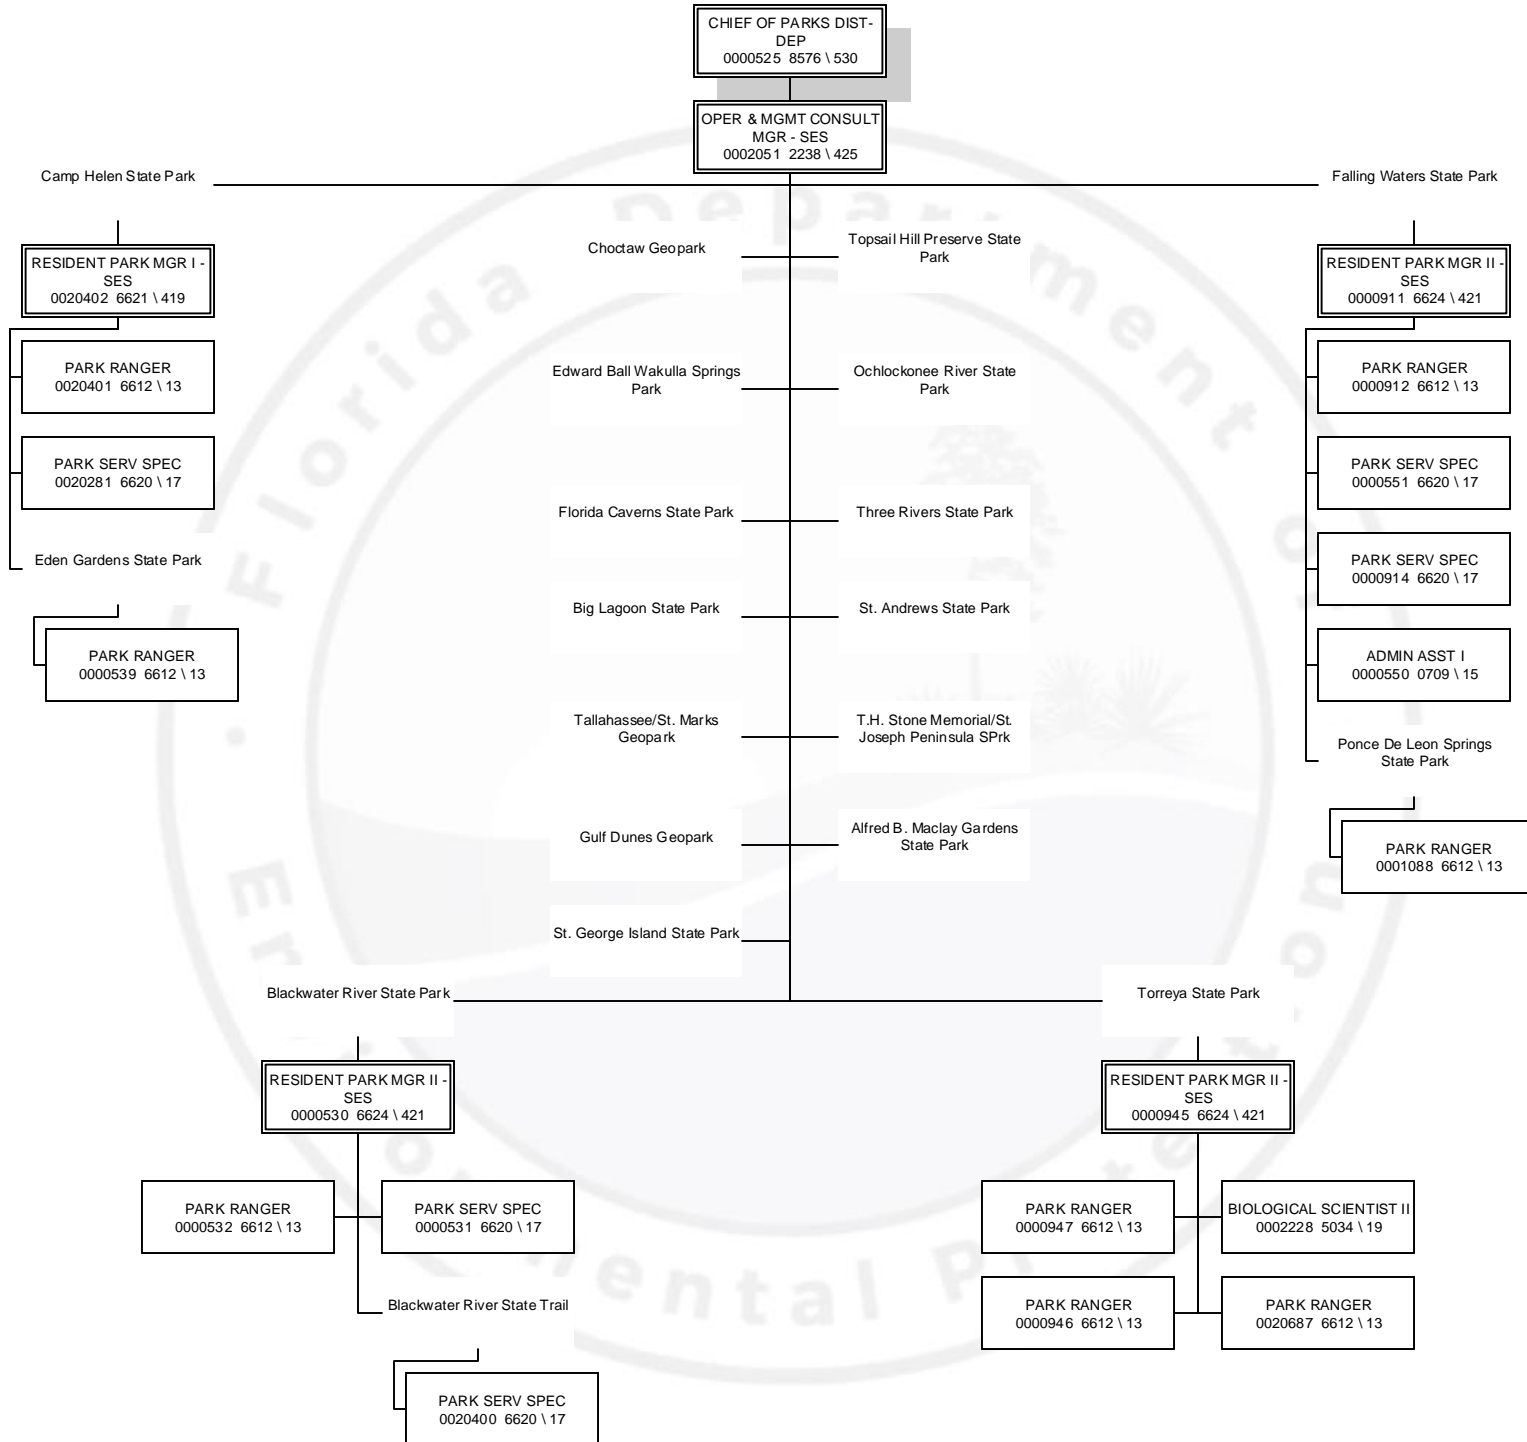 CHIEF OF PARKS DIST-
DEP
0000525 8576 \ 530
OPER & MGMT CONSULT
MGR - SES
0002051 2238 \ 425
Camp Helen State Park
Falling Waters State Park
Choctaw Geopark
Topsail Hill Preserve State
Park
RESIDENT PARK MGR I -
SES
0020402 6621 \ 419
RESIDENT PARK MGR II -
SES
0000911 6624 \ 421
PARK RANGER
0020401 6612 \ 13
Edward Ball Wakulla Springs
Park
Ochlockonee River State
Park
PARK RANGER
0000912 6612 \ 13
PARK SERV SPEC
0020281 6620 \ 17
PARK SERV SPEC
0000551 6620 \ 17
Florida Caverns State Park
Three Rivers State Park
Eden Gardens State Park
PARK SERV SPEC
0000914 6620 \ 17
Big Lagoon State Park
St. Andrews State Park
PARK RANGER
0000539 6612 \ 13
ADMIN ASST I
0000550 0709 \ 15
Tallahassee/St. Marks
Geopark
T.H. Stone Memorial/St.
Joseph Peninsula SPrk
Ponce De Leon Springs
State Park
Gulf Dunes Geopark
Alfred B. Maclay Gardens
State Park
PARK RANGER
0001088 6612 \ 13
St. George Island State Park
Blackwater River State Park
Torreya State Park
RESIDENT PARK MGR II -
SES
0000530 6624 \ 421
RESIDENT PARK MGR II -
SES
0000945 6624 \ 421
PARK RANGER
0000532 6612 \ 13
PARK SERV SPEC
0000531 6620 \ 17
PARK RANGER
0000947 6612 \ 13
BIOLOGICAL SCIENTIST II
0002228 5034 \ 19
Blackwater River State Trail
PARK RANGER
0000946 6612 \ 13
PARK RANGER
0020687 6612 \ 13
PARK SERV SPEC
0020400 6620 \ 17
Florida Department of
Environmental Protection